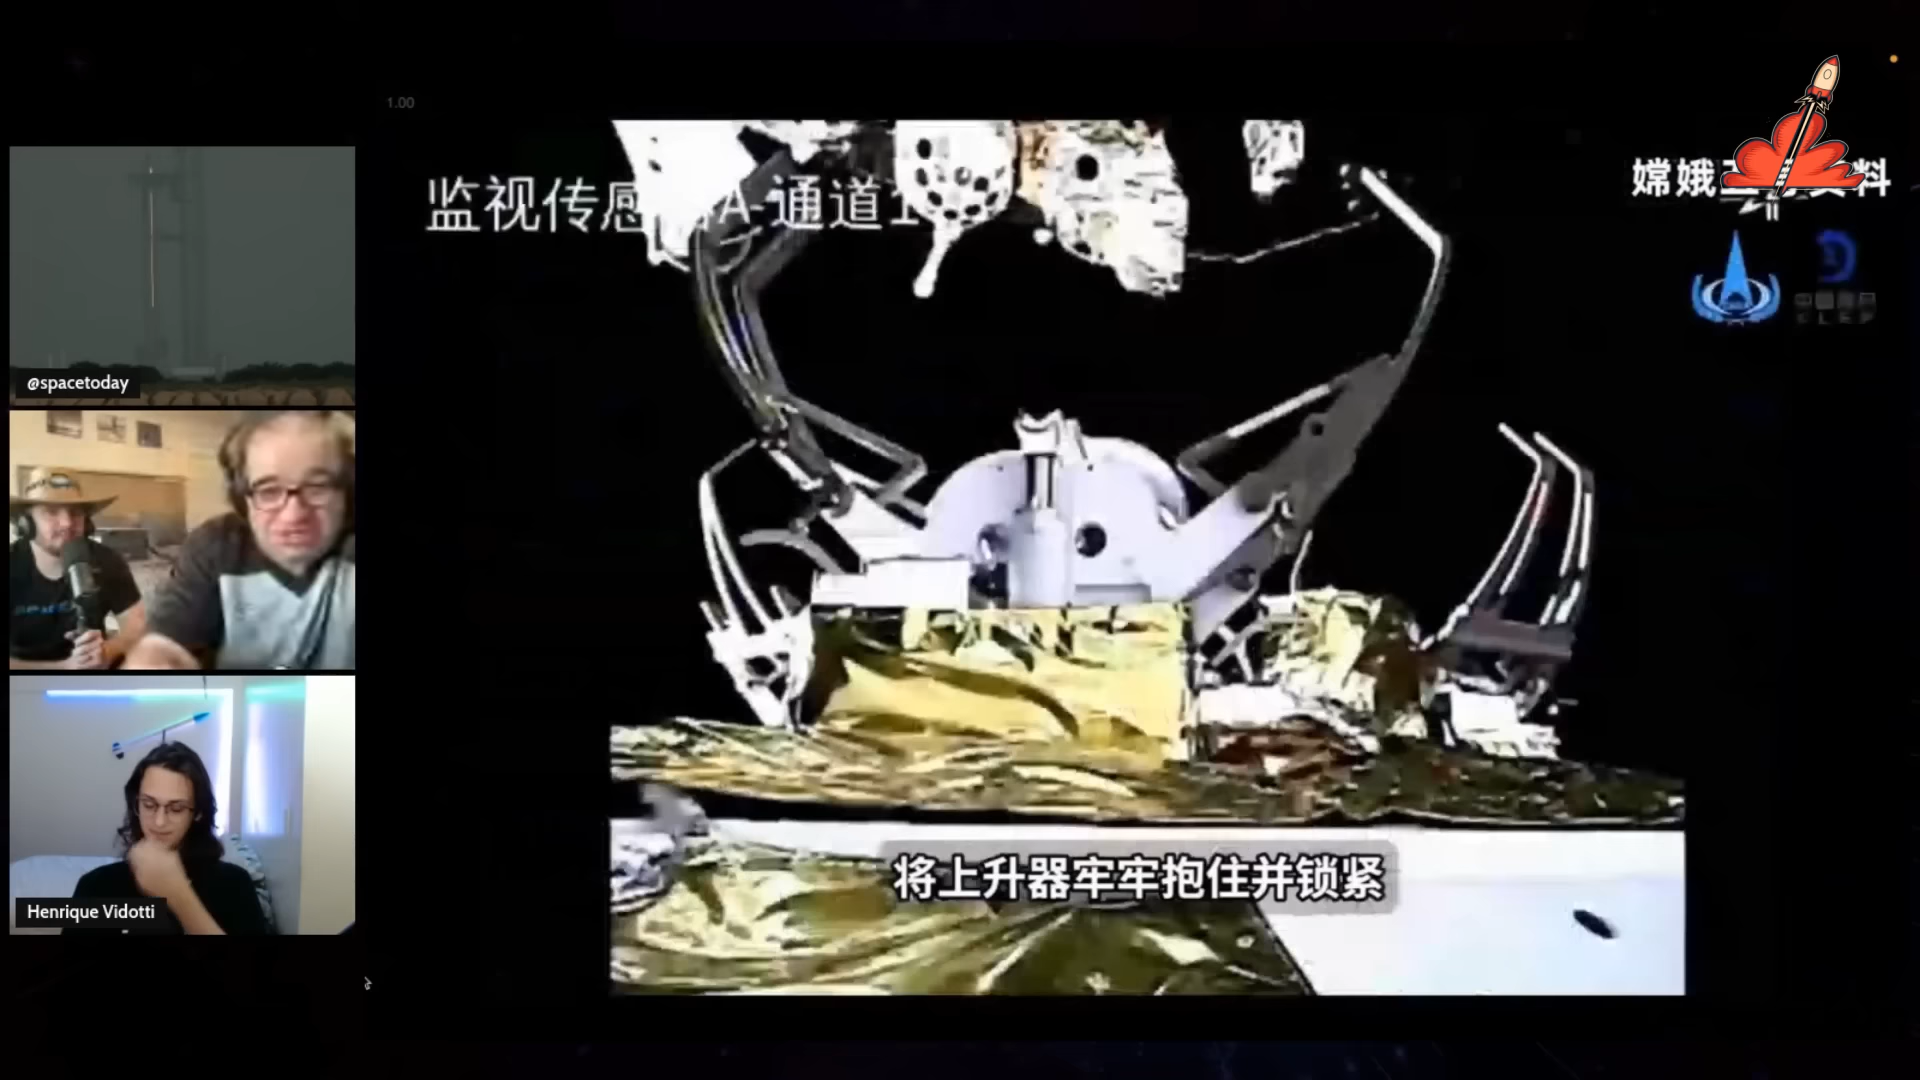 1.00
监视传感 A-通道1
嫦娥 料
CLEP
@spacetoday
Henrique Vidotti
将上升器牢牢抱住并锁紧